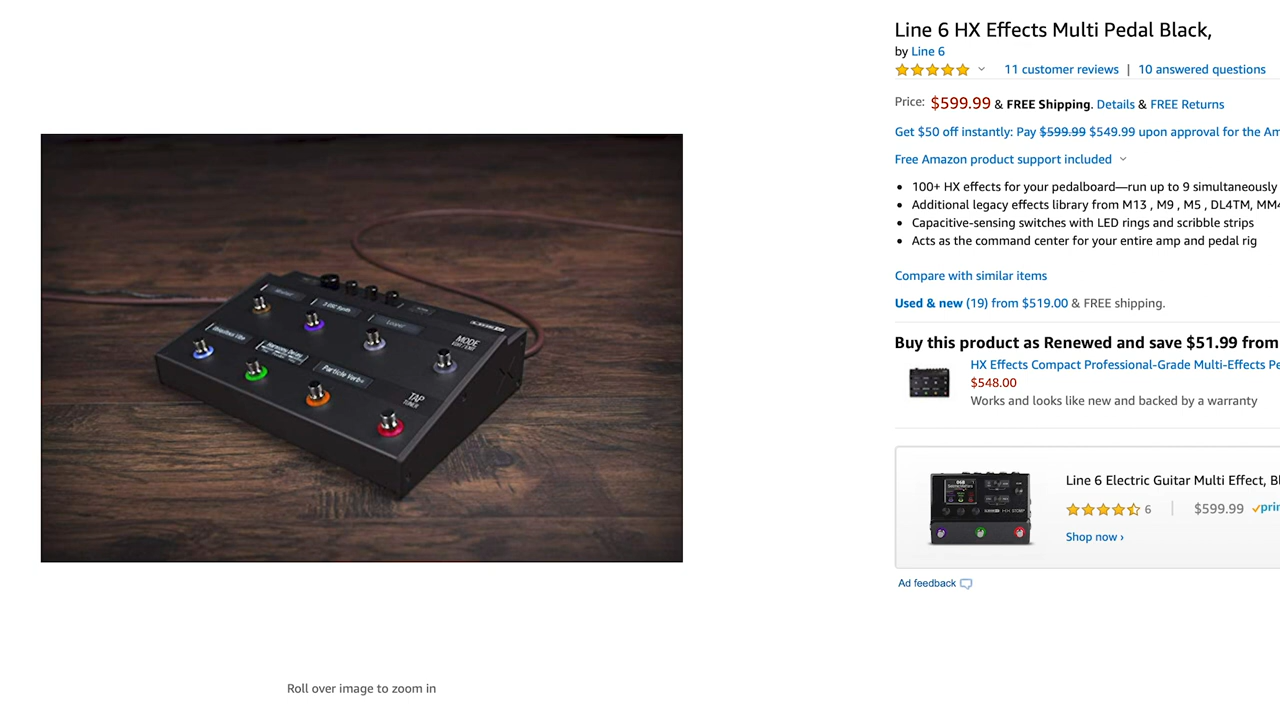 Line 6 HX Effects Multi Pedal Black,
by Line 6
11 customer reviews | 10 answered questions
Price: $599.99 & FREE Shipping. Details & FREE Returns
Get $50 off instantly: Pay $599.99 $549.99 upon approval for the Am
Free Amazon product support included
100+ HX effects for your pedalboard—run up to 9 simultaneously
Additional legacy effects library from M13 , M9 , M5 , DL4TM, MM4
Capacitive-sensing switches with LED rings and scribble strips
Acts as the command center for your entire amp and pedal rig
Compare with similar items
Used & new (19) from $519.00 & FREE shipping.
Buy this product as Renewed and save $51.99 from
HX Effects Compact Professional-Grade Multi-Effects Pe
$548.00
Works and looks like new and backed by a warranty
Line 6 Electric Guitar Multi Effect, Bl
6 | $599.99 prim
Shop now ›
Ad feedback
MODE
EDIT/EXIT
Particle Verb
TAP
TUNER
Roll over image to zoom in